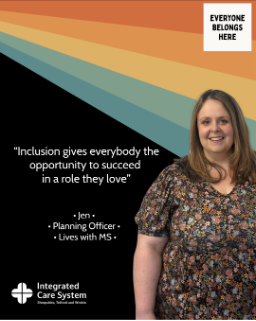 EVERYONE
BELONGS
HERE
“Inclusion gives everybody the
opportunity to succeed
in a role they love”
• Jen •
• Planning Officer •
• Lives with MS •
Integrated
Care System
Shropshire, Telford and Wrekin